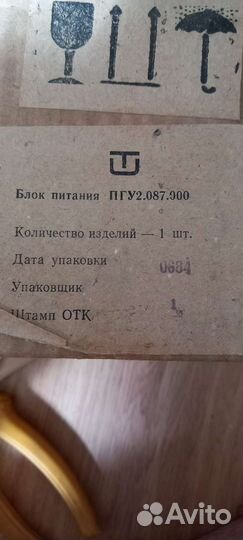 Блок питания ПГУ2.087.900
Количество изделий — 1 шт.
Дата упаковки 0684
Упаковщик
Штамп ОТК
Avito